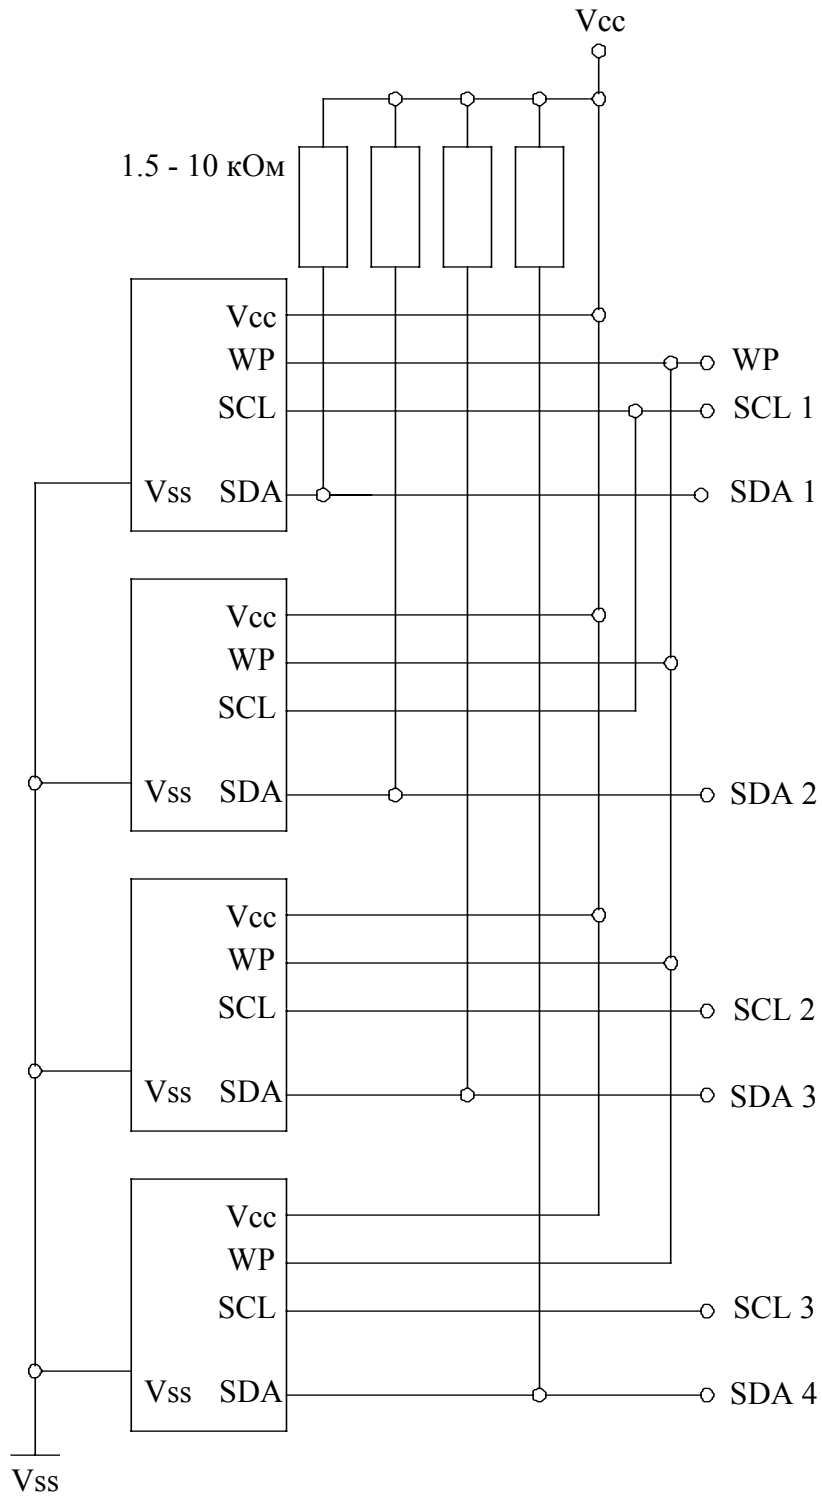 Vcc
1.5 - 10 кОм
Vcc
WP
WP
SCL
SCL 1
Vss SDA
SDA 1
Vcc
WP
SCL
Vss SDA
SDA 2
Vcc
WP
SCL
SCL 2
Vss SDA
SDA 3
Vcc
WP
SCL
SCL 3
Vss SDA
SDA 4
Vss